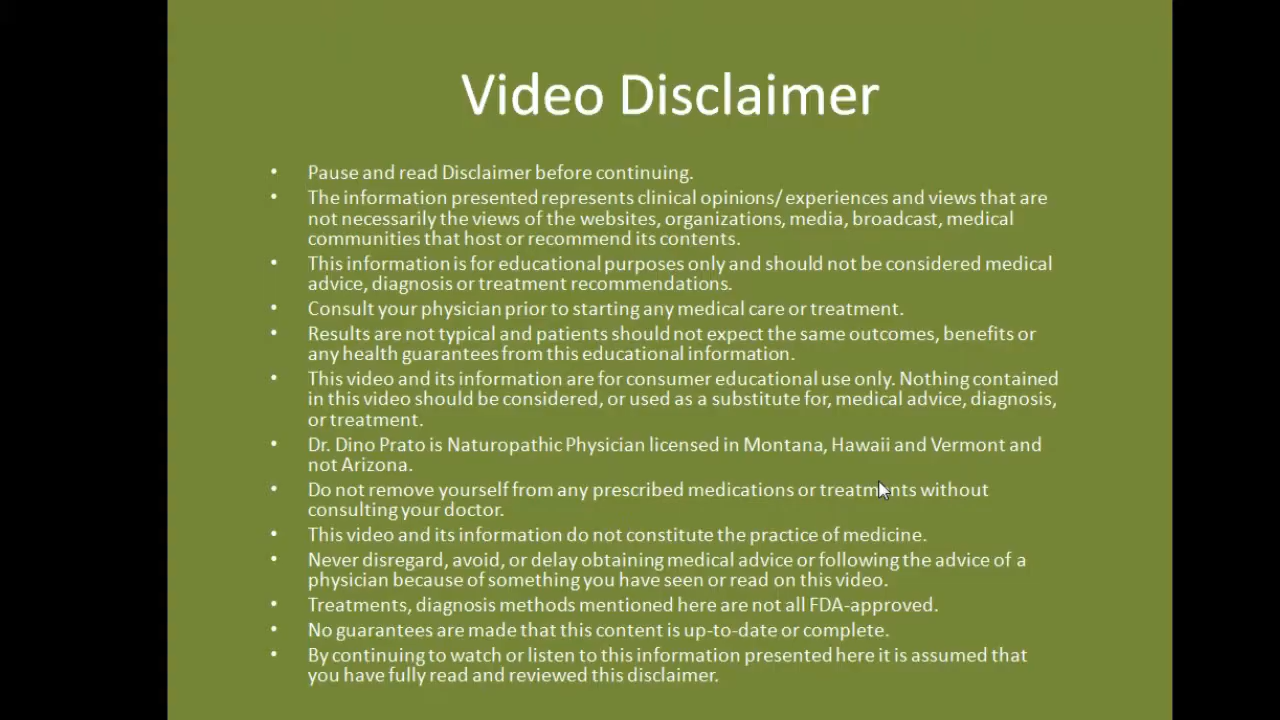 Video Disclaimer
• Pause and read Disclaimer before continuing.
• The information presented represents clinical opinions/ experiences and views that are
not necessarily the views of the websites, organizations, media, broadcast, medical
communities that host or recommend its contents.
• This information is for educational purposes only and should not be considered medical
advice, diagnosis or treatment recommendations.
• Consult your physician prior to starting any medical care or treatment.
• Results are not typical and patients should not expect the same outcomes, benefits or
any health guarantees from this educational information.
• This video and its information are for consumer educational use only. Nothing contained
in this video should be considered, or used as a substitute for, medical advice, diagnosis,
or treatment.
• Dr. Dino Prato is Naturopathic Physician licensed in Montana, Hawaii and Vermont and
not Arizona.
• Do not remove yourself from any prescribed medications or treatments without
consulting your doctor.
• This video and its information do not constitute the practice of medicine.
• Never disregard, avoid, or delay obtaining medical advice or following the advice of a
physician because of something you have seen or read on this video.
• Treatments, diagnosis methods mentioned here are not all FDA-approved.
• No guarantees are made that this content is up-to-date or complete.
• By continuing to watch or listen to this information presented here it is assumed that
you have fully read and reviewed this disclaimer.